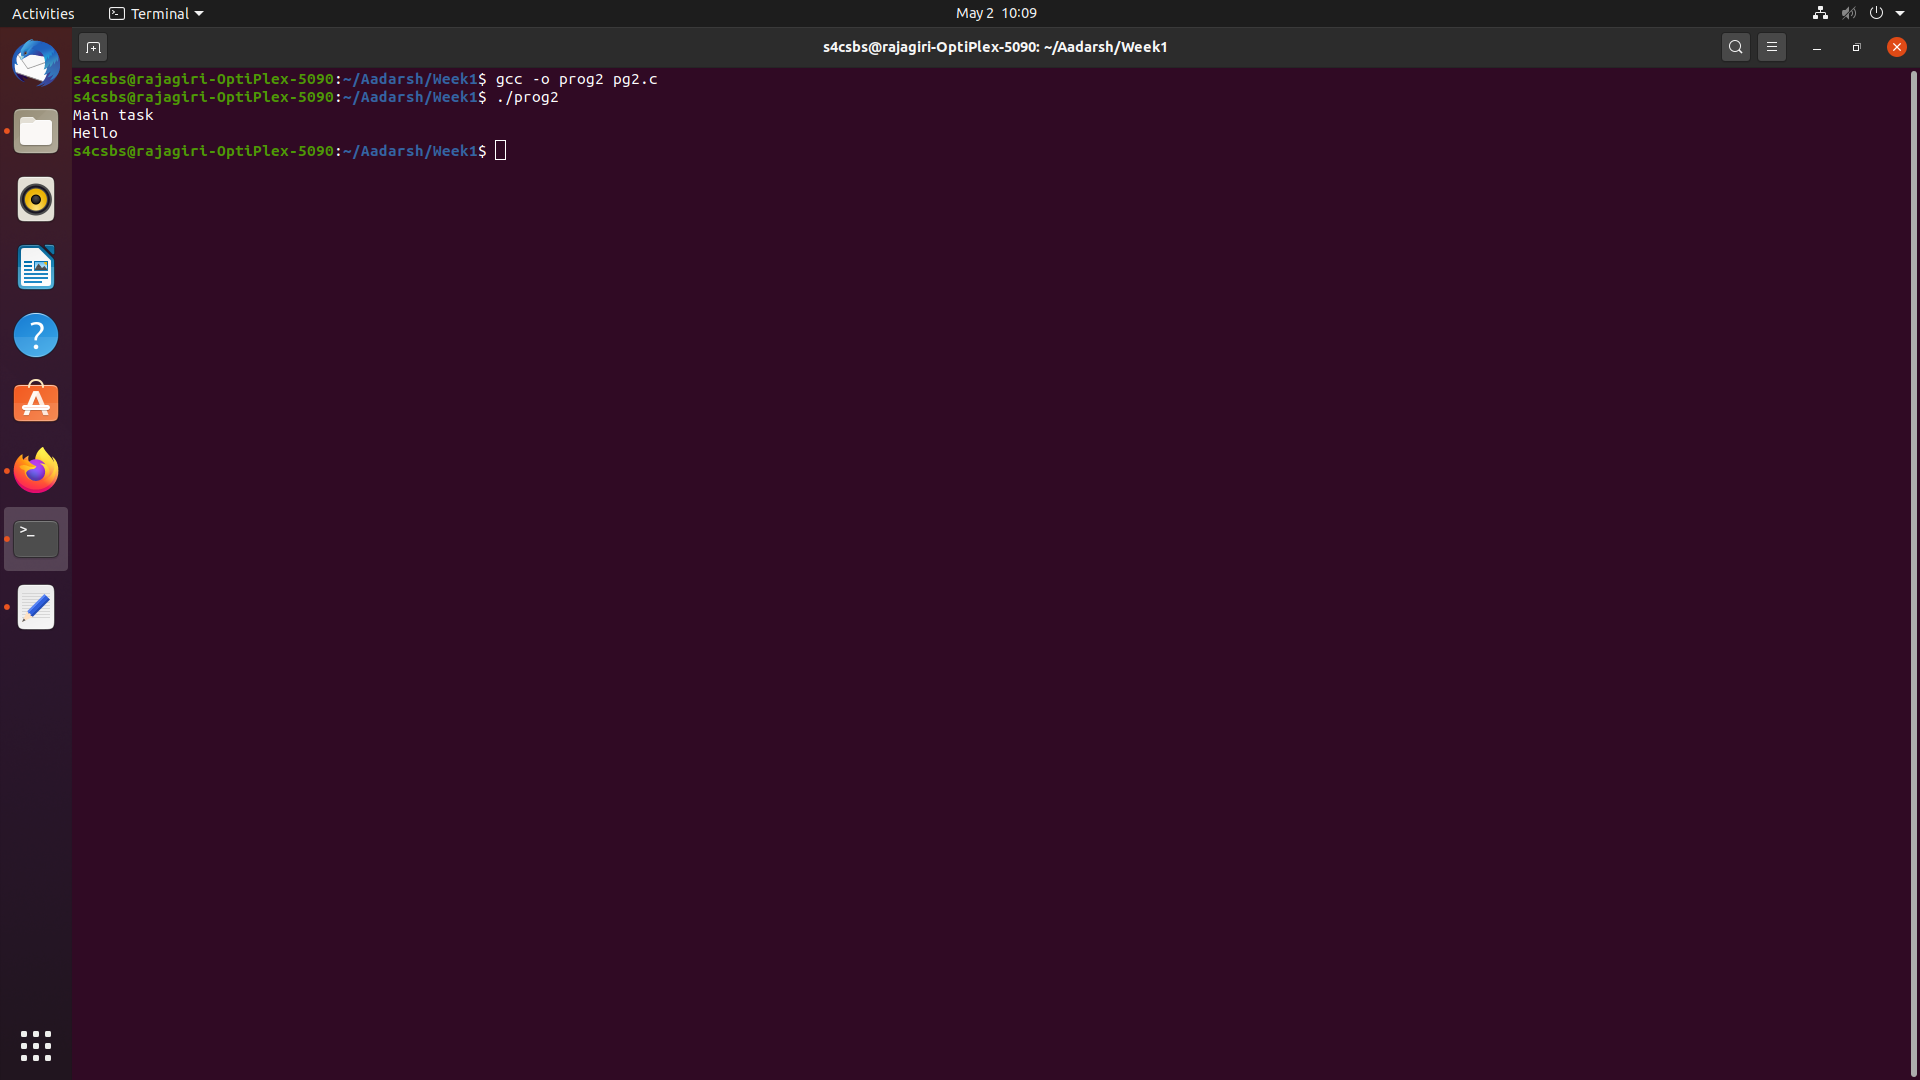 Activities
Terminal
May 2 10:09
s4csbs@rajagiri-OptiPlex-5090: ~/Aadarsh/Week1
s4csbs@rajagiri-OptiPlex-5090:~/Aadarsh/Week1$ gcc -o prog2 pg2.c
s4csbs@rajagiri-OptiPlex-5090:~/Aadarsh/Week1$ ./prog2
Main task
Hello
s4csbs@rajagiri-OptiPlex-5090:~/Aadarsh/Week1$